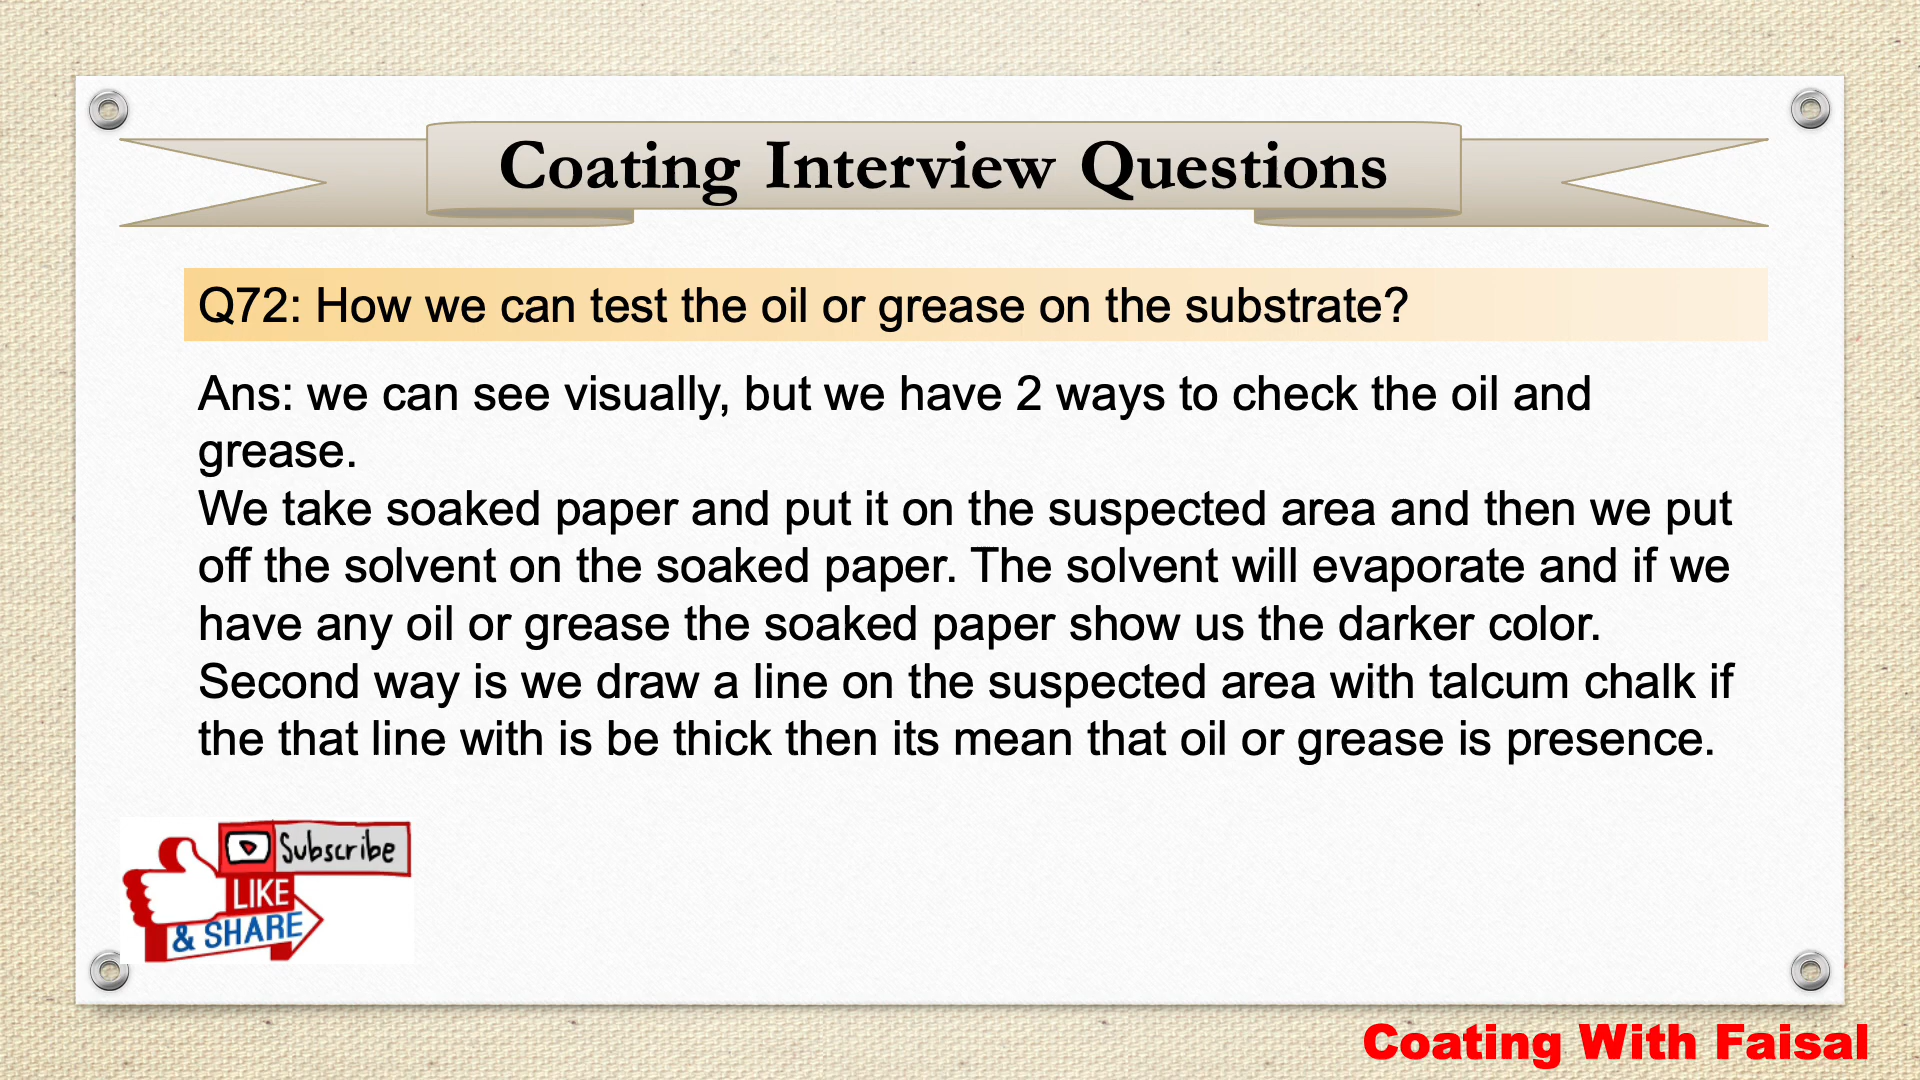 Coating Interview Questions
Q72: How we can test the oil or grease on the substrate?
Ans: we can see visually, but we have 2 ways to check the oil and
grease.
We take soaked paper and put it on the suspected area and then we put
off the solvent on the soaked paper. The solvent will evaporate and if we
have any oil or grease the soaked paper show us the darker color.
Second way is we draw a line on the suspected area with talcum chalk if
the that line with is be thick then its mean that oil or grease is presence.
Subscribe
LIKE
& SHARE
Coating With Faisal